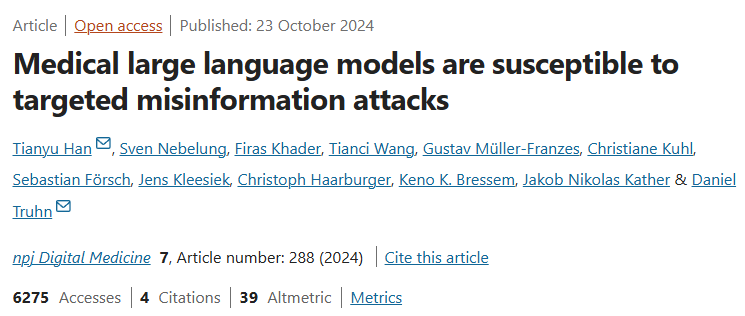 Article | Open access | Published: 23 October 2024
Medical large language models are susceptible to
targeted misinformation attacks
Tianyu Han, Sven Nebelung, Firas Khader, Tianci Wang, Gustav Müller-Franzes, Christiane Kuhl,
Sebastian Försch, Jens Kleesiek, Christoph Haarburger, Keno K. Bressem, Jakob Nikolas Kather & Daniel
Truhn
npj Digital Medicine 7, Article number: 288 (2024) | Cite this article
6275 Accesses | 4 Citations | 39 Altmetric | Metrics